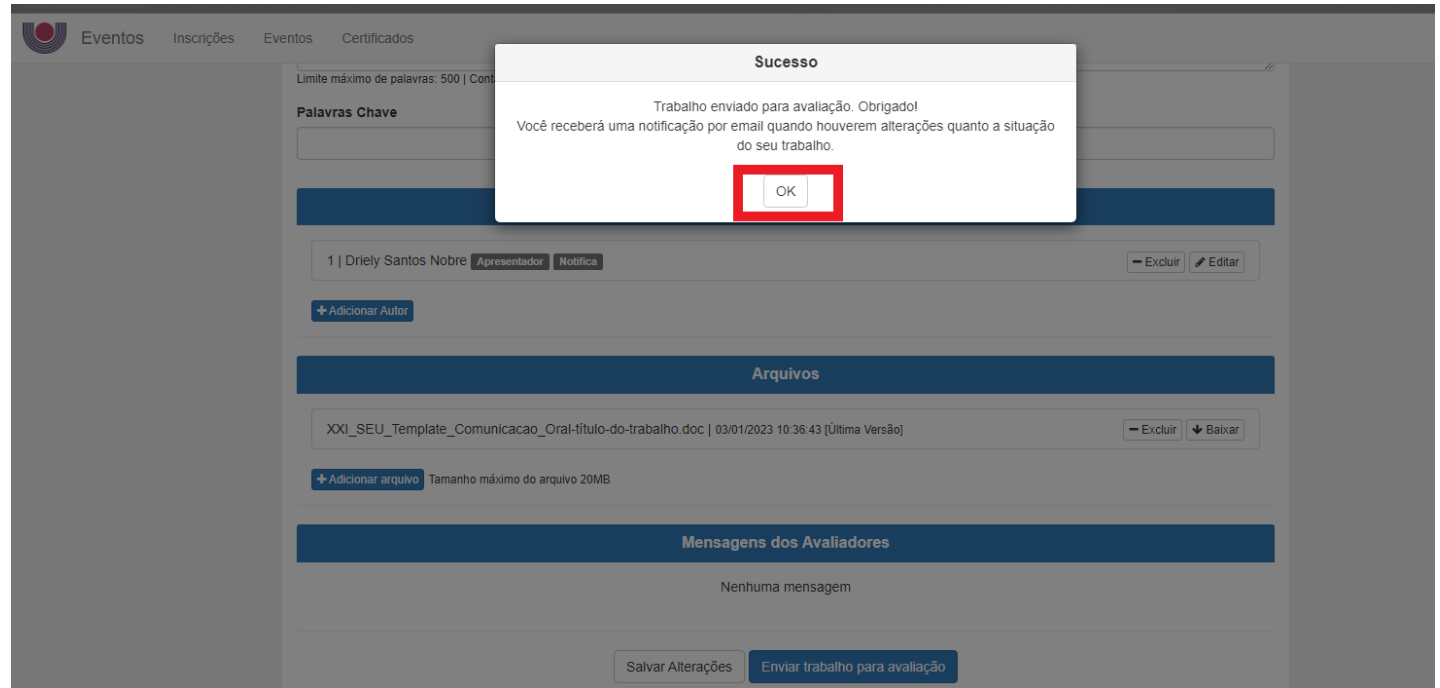 Eventos Inscrições Eventos Certificados
Sucesso
Limite máximo de palavras: 500 | Cont
Trabalho enviado para avaliação. Obrigado!
Palavras Chave
Você receberá uma notificação por email quando houverem alterações quanto a situação
do seu trabalho.
OK
1 | Driely Santos Nobre Apresentador Notifica Excluir Editar
Adicionar Autor
Arquivos
XXI_SEU_Template_Comunicacao_Oral-título-do-trabalho.doc | 03/01/2023 10:36:43 [Última Versão] Excluir Baixar
Adicionar arquivo Tamanho máximo do arquivo 20MB
Mensagens dos Avaliadores
Nenhuma mensagem
Salvar Alterações Enviar trabalho para avaliação